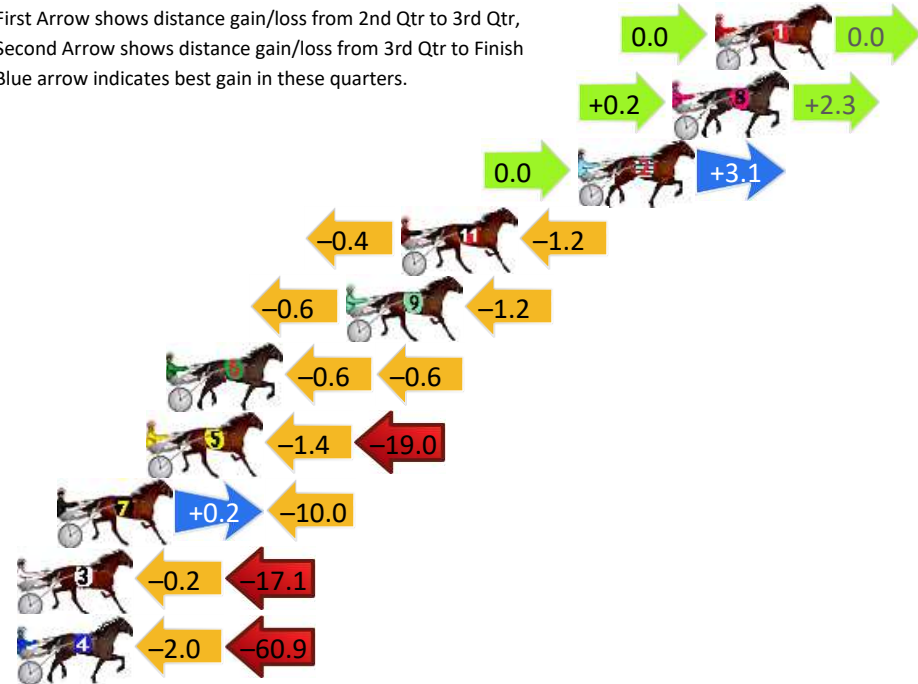 First Arrow shows distance gain/loss from 2nd Qtr to 3rd Qtr,
Second Arrow shows distance gain/loss from 3rd Qtr to Finish
Blue arrow indicates best gain in these quarters.
0.0 1 0.0
+0.2 8 +2.3
0.0 2 +3.1
–0.4 11 –1.2
–0.6 9 –1.2
6 –0.6 –0.6
5 –1.4 –19.0
7 +0.2 –10.0
3 –0.2 –17.1
4 –2.0 –60.9